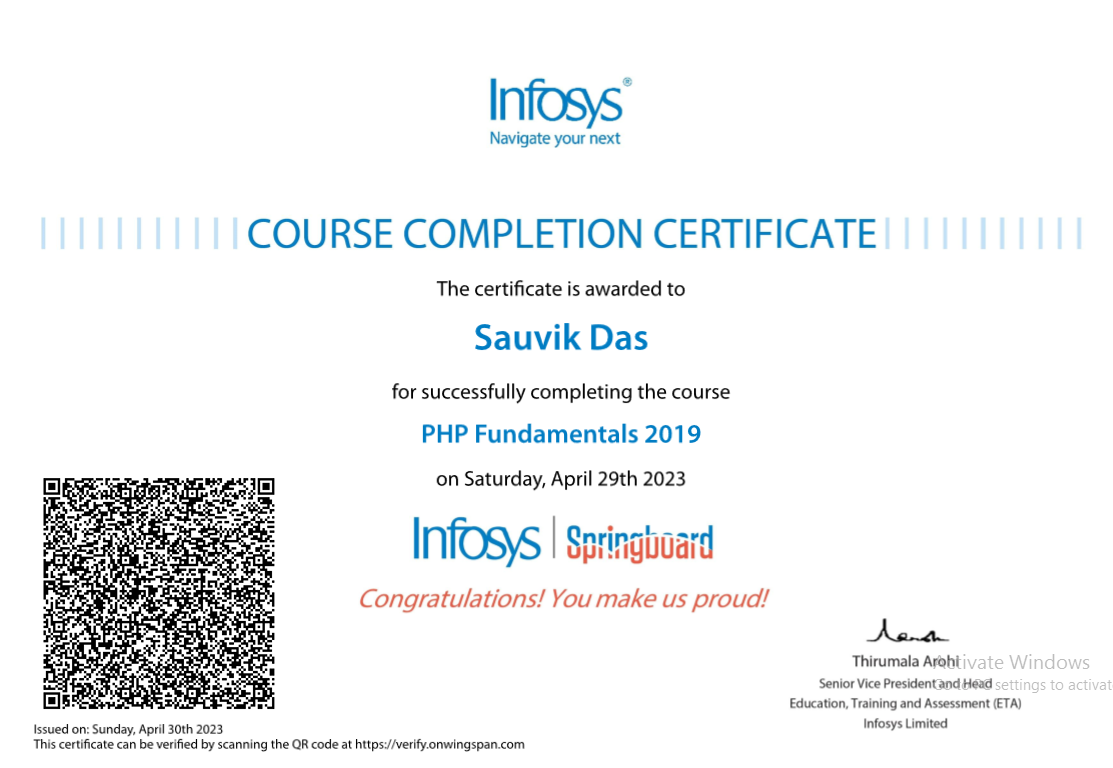 Infosys®
Navigate your next
COURSE COMPLETION CERTIFICATE
The certificate is awarded to
Sauvik Das
for successfully completing the course
PHP Fundamentals 2019
on Saturday, April 29th 2023
Infosys | Springboard
Congratulations! You make us proud!
Thirumala Arohi
Activate Windows
Senior Vice President and Head
Go to PC settings to activat
Education, Training and Assessment (ETA)
Infosys Limited
Issued on: Sunday, April 30th 2023
This certificate can be verified by scanning the QR code at https://verify.onwingspan.com